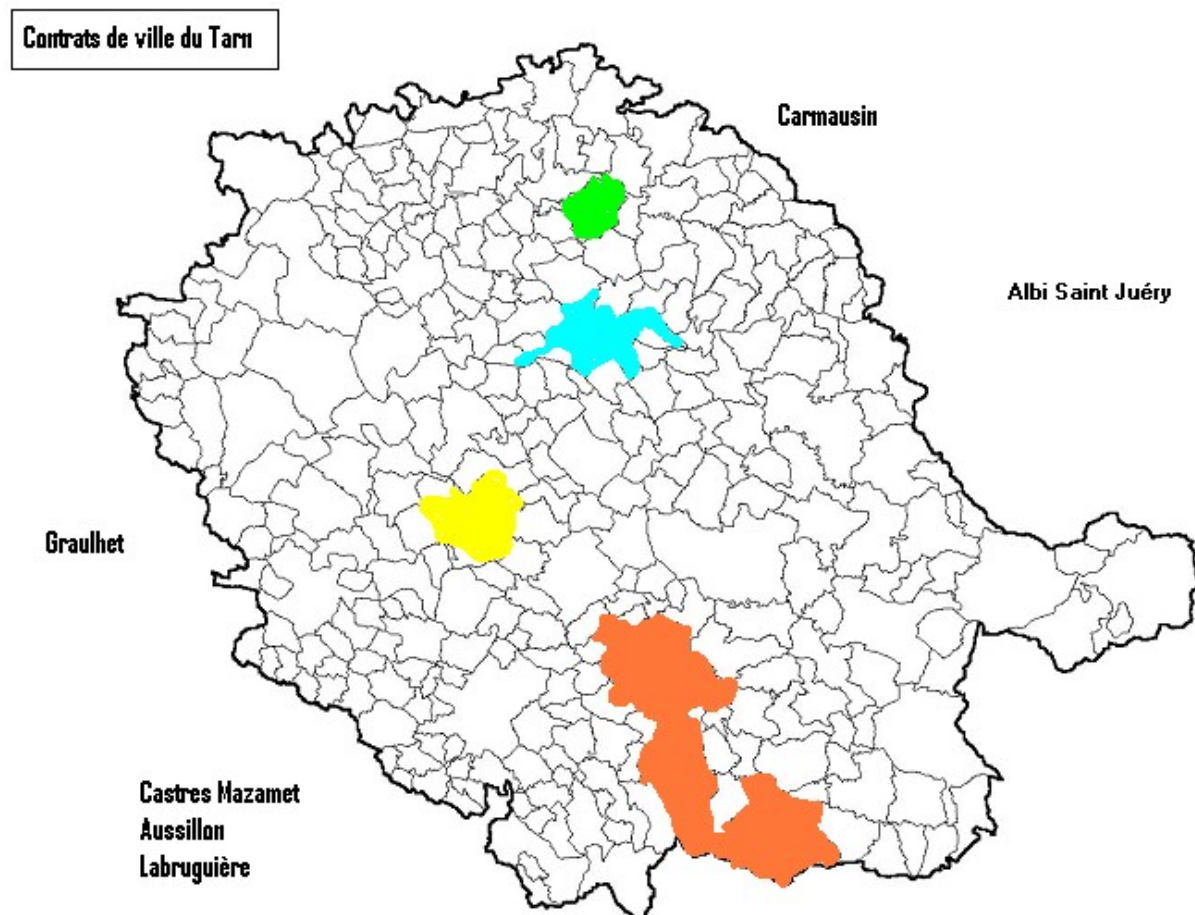 Contrats de ville du Tarn
Carmausin
Albi Saint Juéry
Graulhet
Castres Mazamet
Aussillon
Labruguière